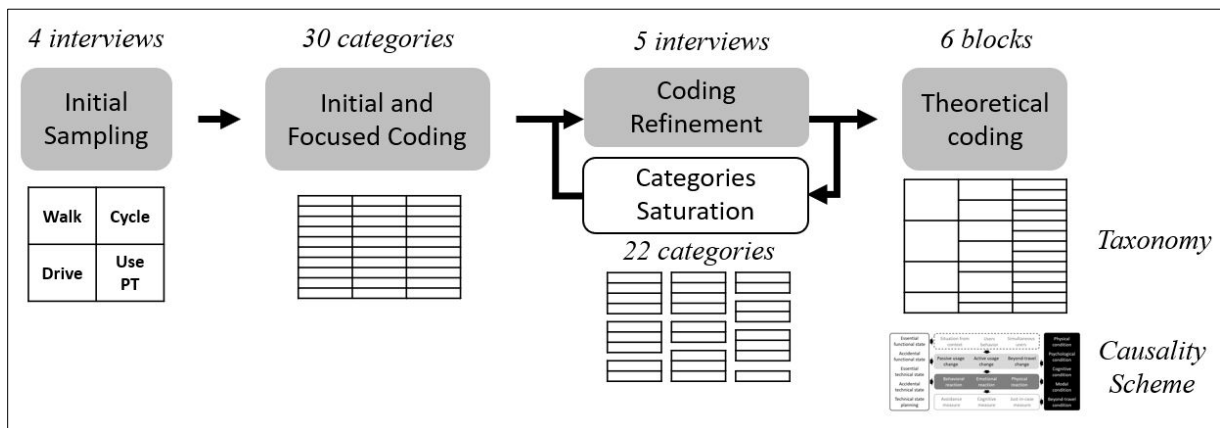 4 interviews
30 categories
5 interviews
6 blocks
Initial
Sampling
Initial and
Focused Coding
Coding
Refinement
Theoretical
coding
Categories
Saturation
22 categories
Walk
Cycle
Drive
Use
PT
Taxonomy
Causality
Scheme
Essential
functional state
Accidental
functional state
Essential
technical state
Accidental
technical state
Technical state
planning
Situation from
context
Users
behavior
Simultaneous
users
Passive usage
change
Active usage
change
Beyond-travel
change
Behavioral
reaction
Emotional
reaction
Physical
reaction
Avoidance
measure
Cognitive
measure
Just-in-case
measure
Physical
condition
Psychological
condition
Cognitive
condition
Modal
condition
Beyond-travel
condition